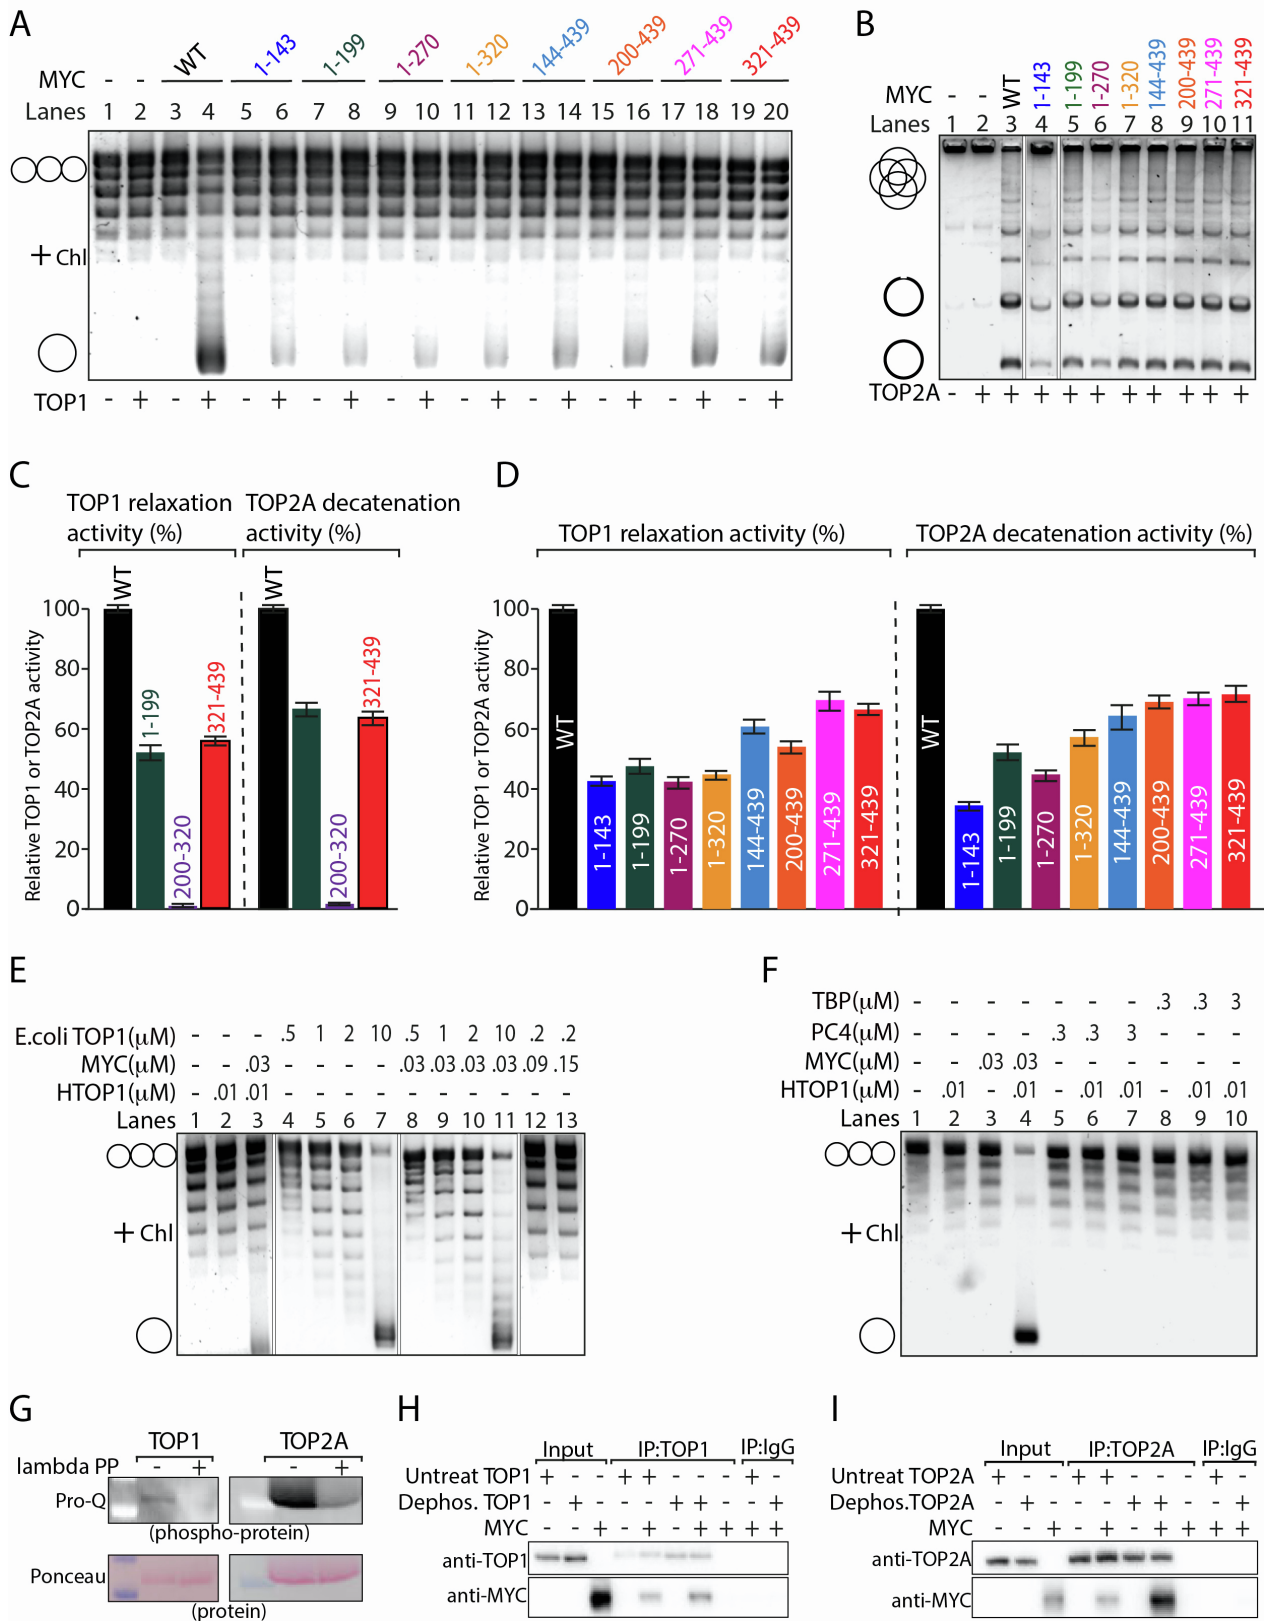 A
MYC - - WT 1-143 1-199 1-270 1-320 144-439 200-439 271-439 321-439
Lanes 1 2 3 4 5 6 7 8 9 10 11 12 13 14 15 16 17 18 19 20
+ Chl
TOP1 - + - + - + - + - + - + - + - + - + - +
B
MYC - - WT 1-143 1-199 1-270 1-320 144-439 200-439 271-439 321-439
Lanes 1 2 3 4 5 6 7 8 9 10 11
TOP2A - + + + + + + + + + +
C
TOP1 relaxation activity (%)
TOP2A decatenation activity (%)
Relative TOP1 or TOP2A activity
100
80
60
40
20
0
WT 1-199 200-320 321-439
WT 200-320 321-439
D
TOP1 relaxation activity (%)
TOP2A decatenation activity (%)
Relative TOP1 or TOP2A activity
100
80
60
40
20
0
WT 1-143 1-199 1-270 1-320 144-439 200-439 271-439 321-439
WT 1-143 1-199 1-270 1-320 144-439 200-439 271-439 321-439
E
E.coli TOP1(μM) - - - .5 1 2 10 .5 1 2 10 .2 .2
MYC(μM) - - .03 - - - - .03 .03 .03 .03 .09 .15
HTOP1(μM) - .01 .01 - - - - - - - - - -
Lanes 1 2 3 4 5 6 7 8 9 10 11 12 13
+ Chl
F
TBP(μM) - - - - - - - .3 .3 3
PC4(μM) - - - - .3 .3 3 - - -
MYC(μM) - - .03 .03 - - - - - -
HTOP1(μM) - .01 - .01 - .01 .01 - .01 .01
Lanes 1 2 3 4 5 6 7 8 9 10
+ Chl
G
TOP1 TOP2A
lambda PP - + - +
Pro-Q
(phospho-protein)
Ponceau
(protein)
H
Input IP:TOP1 IP:IgG
Untreat TOP1 + - - + + - - - + -
Dephos. TOP1 - + - - - + + - - +
MYC - - + - + - + + + +
anti-TOP1
anti-MYC
I
Input IP:TOP2A IP:IgG
Untreat TOP2A + - - + + - - - + -
Dephos.TOP2A - + - - - + + - - +
MYC - - + - + - + + + +
anti-TOP2A
anti-MYC